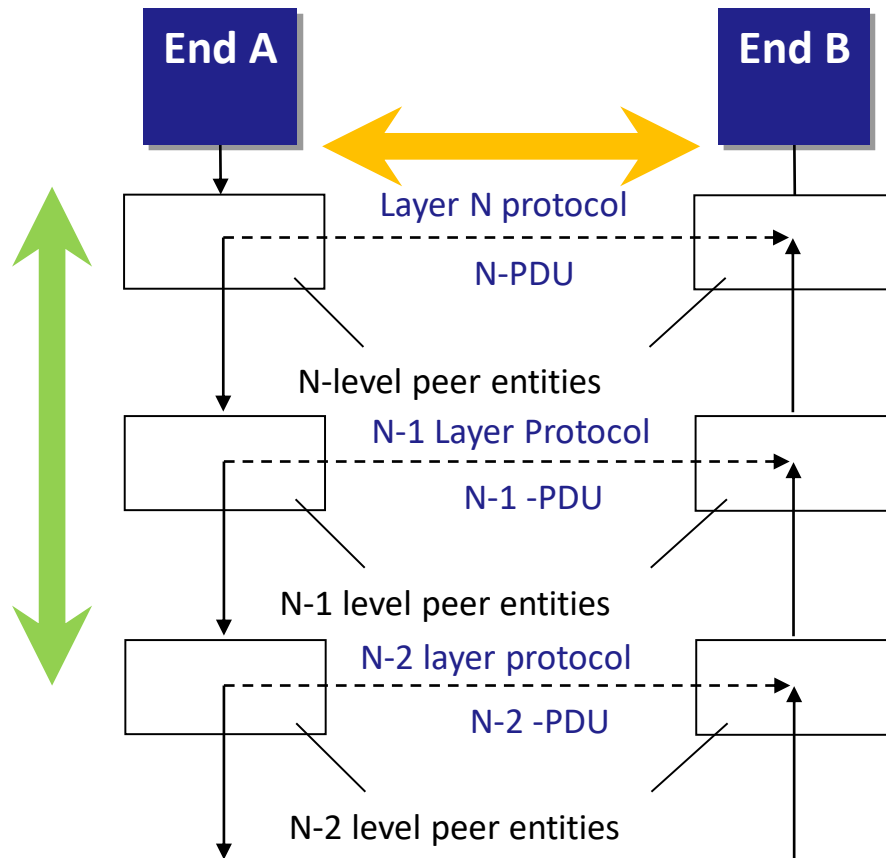 End A
End B
Layer N protocol
N-PDU
N-level peer entities
N-1 Layer Protocol
N-1 -PDU
N-1 level peer entities
N-2 layer protocol
N-2 -PDU
N-2 level peer entities